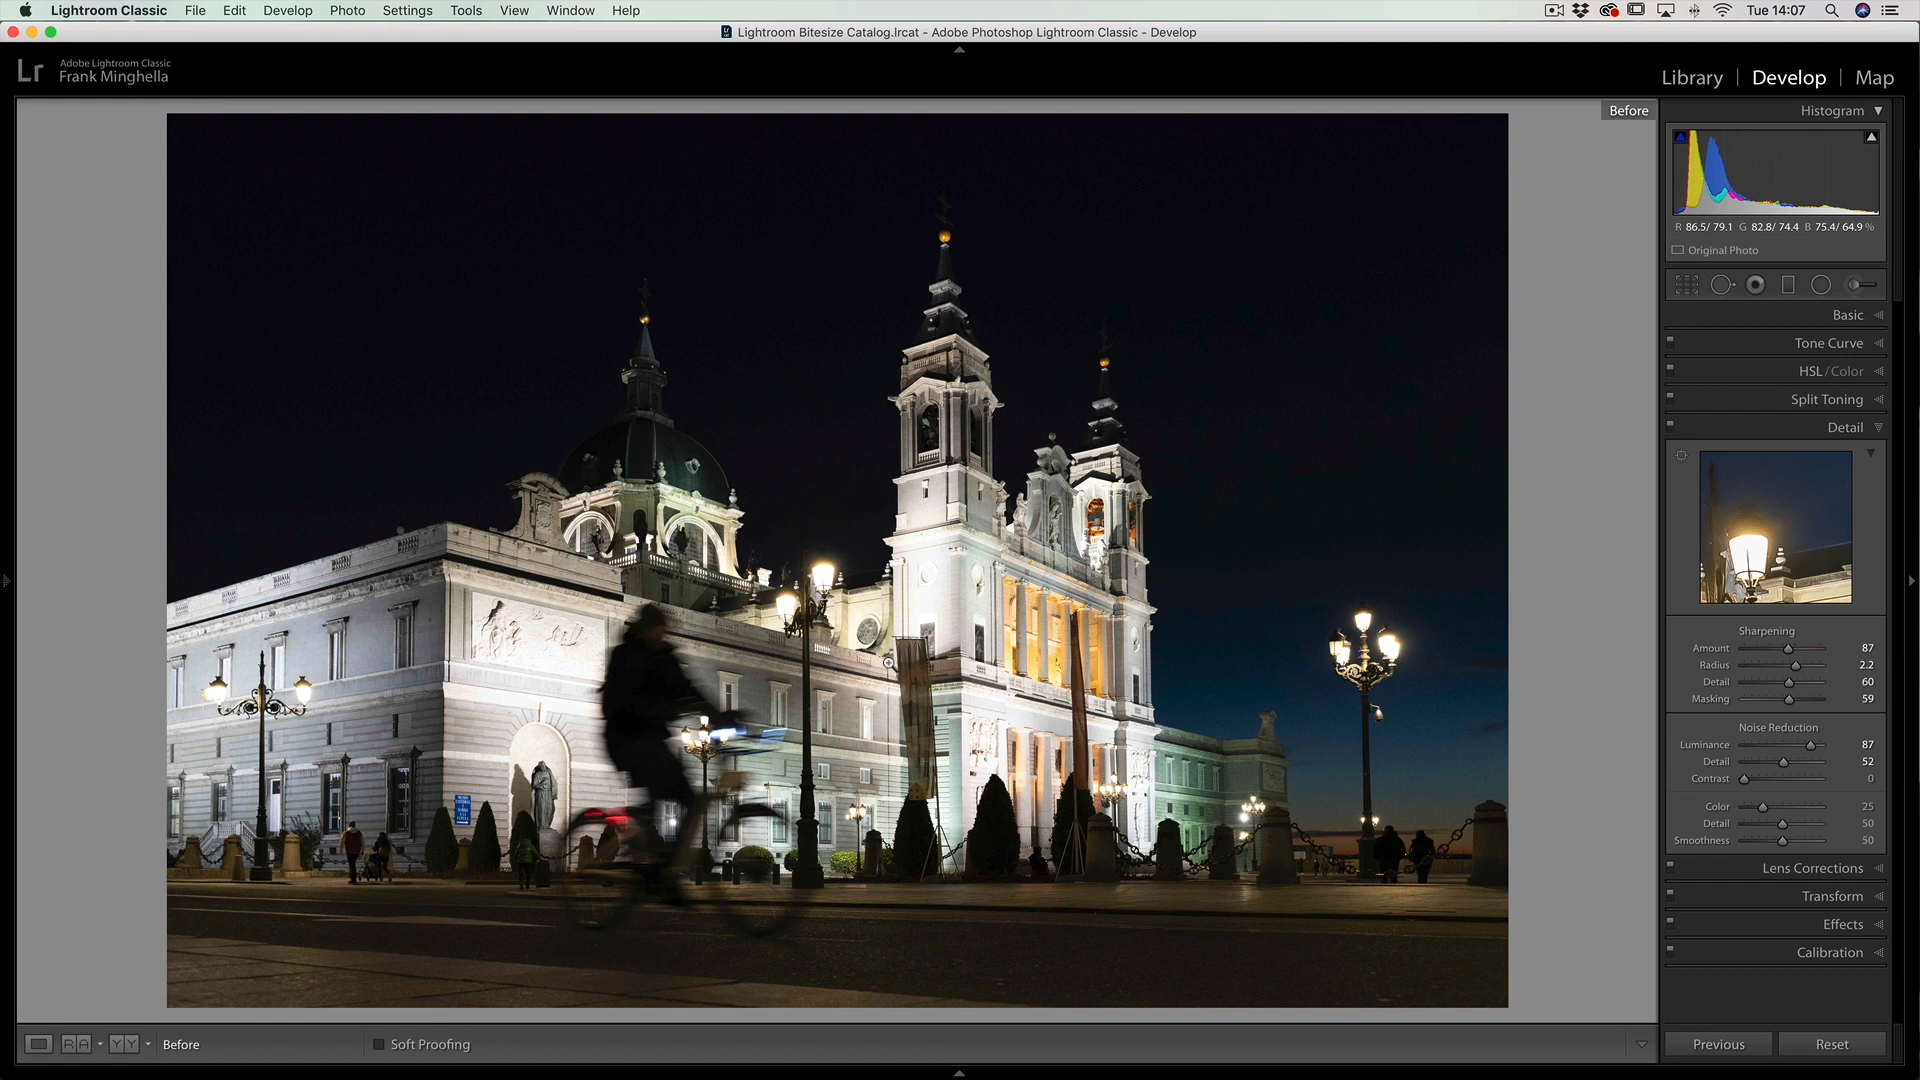 Lightroom Classic File Edit Develop Photo Settings Tools View Window Help Tue 14:07
Lightroom Bitesize Catalog.lrcat - Adobe Photoshop Lightroom Classic - Develop
Lr
Adobe Lightroom Classic
Frank Minghella
Library | Develop | Map
Before
Histogram
R 86.5/ 79.1 G 82.8/ 74.4 B 75.4/ 64.9 %
Original Photo
Basic
Tone Curve
HSL / Color
Split Toning
Detail
Sharpening
Amount 87
Radius 2.2
Detail 60
Masking 59
Noise Reduction
Luminance 87
Detail 52
Contrast 0
Color 25
Detail 50
Smoothness 50
Lens Corrections
Transform
Effects
Calibration
R A Y Y Before Soft Proofing
Previous Reset